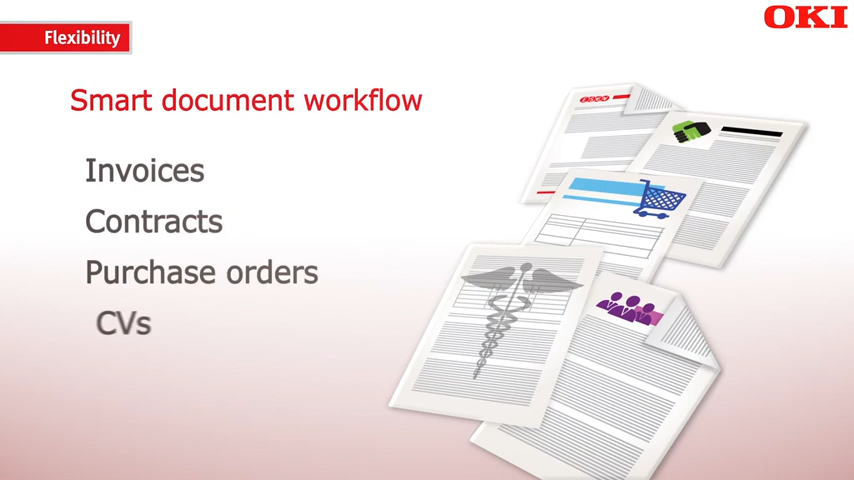 OKI
Flexibility
Smart document workflow
Invoices
Contracts
Purchase orders
CVs